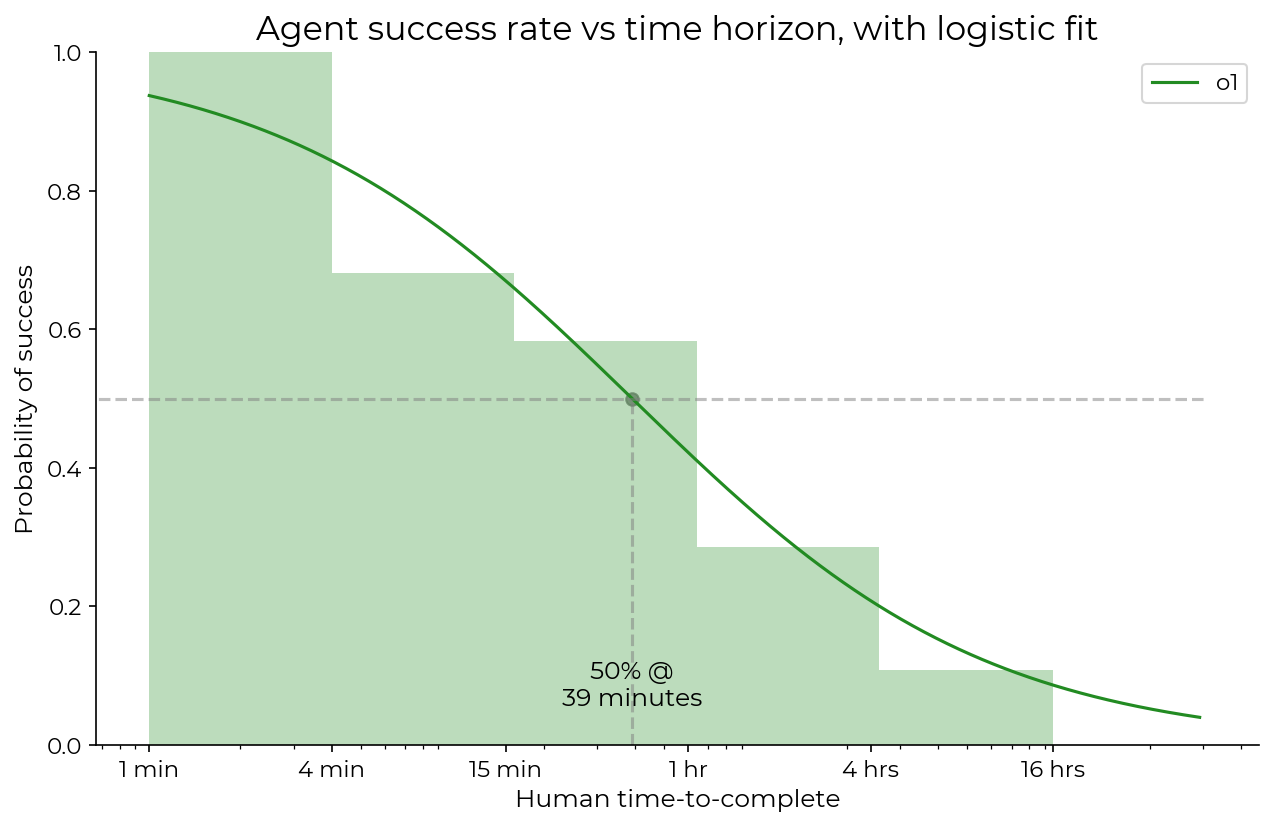 Agent success rate vs time horizon, with logistic fit
o1
Probability of success
1.0
0.8
0.6
0.4
0.2
0.0
50% @
39 minutes
1 min
4 min
15 min
1 hr
4 hrs
16 hrs
Human time-to-complete